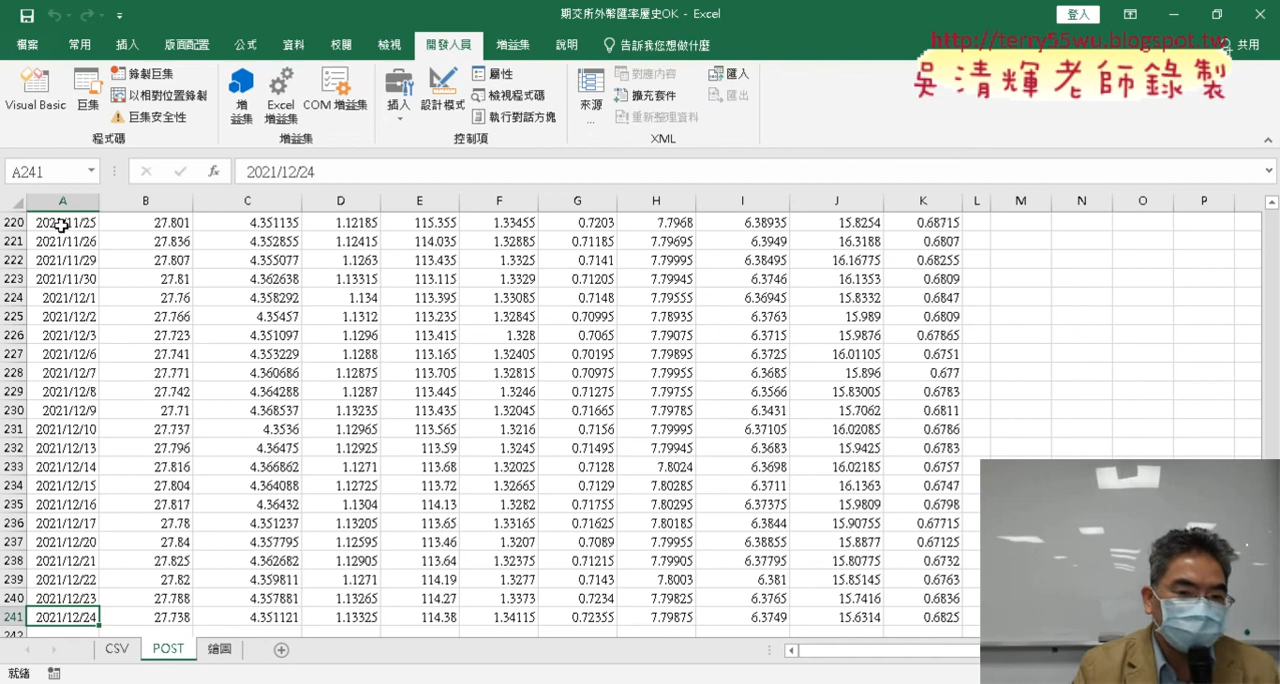 期交所外幣匯率歷史OK - Excel
登入
檔案 常用 插入 版面配置 公式 資料 校閱 檢視 開發人員 增益集 說明 告訴我您想做什麼 共用
http://terry55wu.blogspot.tw
吳清輝老師錄製
Visual Basic 巨集 錄製巨集 以相對位置錄製 巨集安全性
增益集 Excel 增益集 COM 增益集
插入 設計模式 屬性 檢視程式碼 執行對話方塊
來源... 對應內容 擴充套件 重新整理資料 匯入 匯出
程式碼 增益集 控制項 XML
A241 fx 2021/12/24
A B C D E F G H I J K L M N O P
220 2021/11/25 27.801 4.351135 1.12185 115.355 1.33455 0.7203 7.7968 6.38935 15.8254 0.68715
221 2021/11/26 27.836 4.352855 1.12415 114.035 1.32885 0.71185 7.79695 6.3949 16.3188 0.6807
222 2021/11/29 27.807 4.355077 1.1263 113.435 1.3325 0.7141 7.79995 6.38495 16.16775 0.68255
223 2021/11/30 27.81 4.362638 1.13315 113.115 1.3329 0.71205 7.79945 6.3746 16.1353 0.6809
224 2021/12/1 27.76 4.358292 1.134 113.395 1.33085 0.7148 7.79555 6.36945 15.8332 0.6847
225 2021/12/2 27.766 4.35457 1.1312 113.235 1.32845 0.70995 7.78935 6.3763 15.989 0.6809
226 2021/12/3 27.723 4.351097 1.1296 113.415 1.328 0.7065 7.79075 6.3715 15.9876 0.67865
227 2021/12/6 27.741 4.353229 1.1288 113.165 1.32405 0.70195 7.79895 6.3725 16.01105 0.6751
228 2021/12/7 27.771 4.360686 1.12875 113.705 1.32815 0.70975 7.79955 6.3685 15.896 0.677
229 2021/12/8 27.742 4.364288 1.1287 113.445 1.3246 0.71275 7.79755 6.3566 15.83005 0.6783
230 2021/12/9 27.71 4.368537 1.13235 113.435 1.32045 0.71665 7.79785 6.3431 15.7062 0.6811
231 2021/12/10 27.737 4.3536 1.12965 113.565 1.3216 0.7156 7.79995 6.37105 16.02085 0.6786
232 2021/12/13 27.796 4.36475 1.12925 113.59 1.3245 0.71495 7.79945 6.3683 15.9425 0.6783
233 2021/12/14 27.816 4.366862 1.1271 113.68 1.32025 0.7128 7.8024 6.3698 16.02185 0.6757
234 2021/12/15 27.804 4.364088 1.12725 113.72 1.32665 0.7129 7.80285 6.3711 16.1363 0.6747
235 2021/12/16 27.817 4.36432 1.1304 114.13 1.3282 0.71755 7.80295 6.37375 15.9809 0.6798
236 2021/12/17 27.78 4.351237 1.13205 113.65 1.33165 0.71625 7.80185 6.3844 15.90755 0.67715
237 2021/12/20 27.84 4.357795 1.12595 113.46 1.3207 0.7089 7.79955 6.38855 15.8877 0.67125
238 2021/12/21 27.825 4.362682 1.12905 113.64 1.32375 0.71215 7.79905 6.37795 15.80775 0.6732
239 2021/12/22 27.82 4.359811 1.1271 114.19 1.3277 0.7143 7.8003 6.381 15.85145 0.6763
240 2021/12/23 27.788 4.357881 1.13265 114.27 1.3373 0.7234 7.79825 6.3765 15.7416 0.6836
241 2021/12/24 27.738 4.351121 1.13325 114.38 1.34115 0.72355 7.79875 6.3749 15.6314 0.6825
242
CSV POST 繪圖
就緒